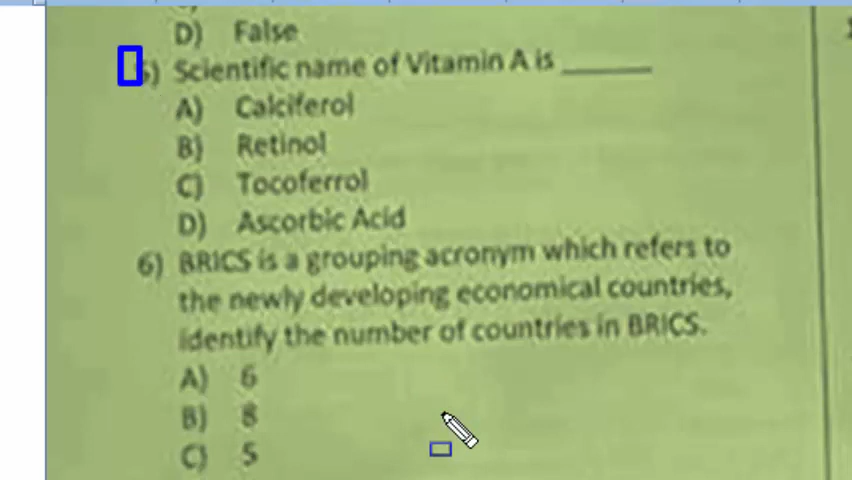 D) False
5) Scientific name of Vitamin A is ______
A) Calciferol
B) Retinol
C) Tocoferrol
D) Ascorbic Acid
6) BRICS is a grouping acronym which refers to
the newly developing economical countries,
identify the number of countries in BRICS.
A) 6
B) 8
C) 5